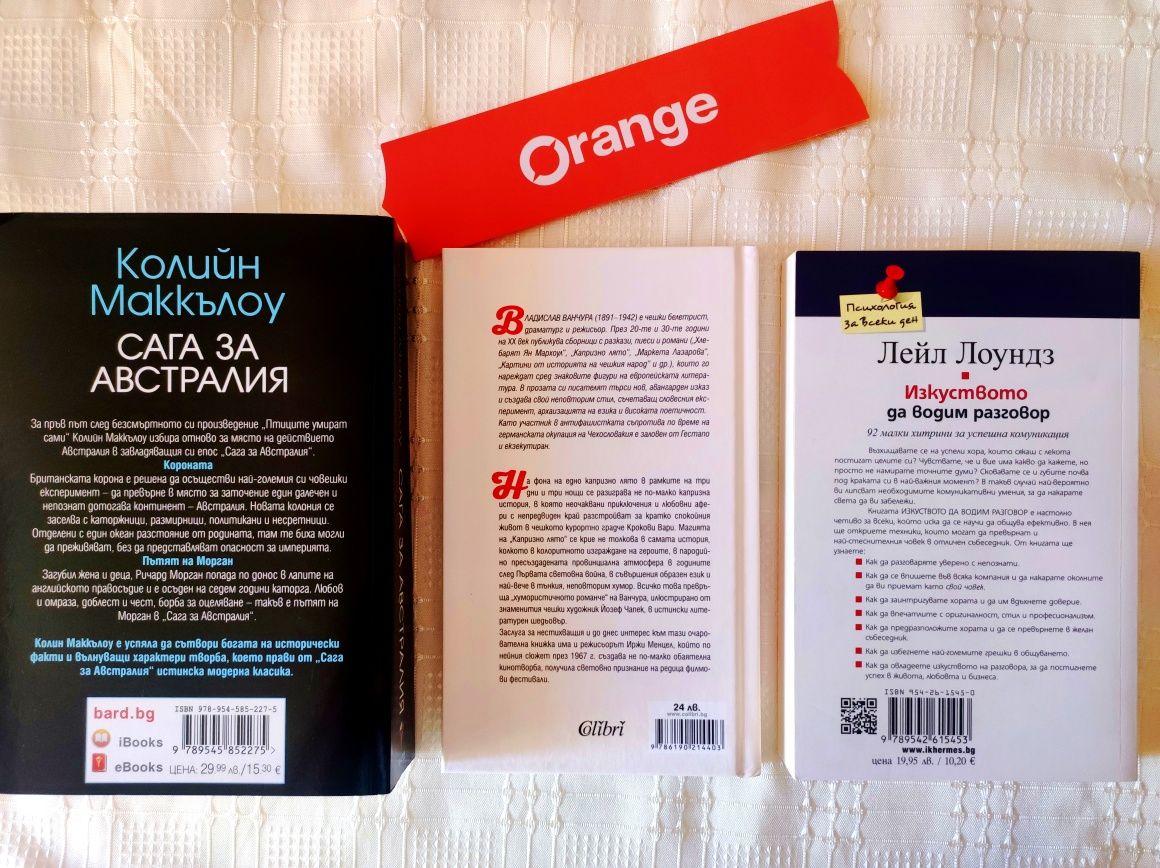 Orange
Колийн
Маккълоу
САГА ЗА
АВСТРАЛИЯ
За пръв път след безсмъртното си произведение „Птиците умират
сами“ Колийн Маккълоу избира отново за място на действието
Австралия в завладяващия си епос „Сага за Австралия“.
Короната
Британската корона е решена да осъществи най-големия си човешки
експеримент – да превърне в място за заточение един далечен и
непознат дотогава континент – Австралия. Новата колония се
заселва с каторжници, размирници, политикани и несретници.
Отделени с един океан разстояние от родината, там те биха могли
да преживяват, без да представляват опасност за империята.
Пътят на Морган
Загубил жена и деца, Ричард Морган попада по донос в лапите на
английското правосъдие и е осъден на седем години каторга. Любов
и омраза, доблест и чест, борба за оцеляване – такъв е пътят на
Морган в „Сага за Австралия“.
Колин Маккълоу е успяла да сътвори богата на исторически
факти и вълнуващи характери творба, което прави от „Сага
за Австралия“ истинска модерна класика.
bard.bg
iBooks
eBooks
ISBN 978-954-585-227-5
9 789545 852275 >
ЦЕНА: 29.99 лв./15.30 €
САГА ЗА АВСТРАЛИЯ
ВЛАДИСЛАВ ВАНЧУРА (1891–1942) е чешки белетрист,
драматург и режисьор. През 20-те и 30-те години
на XX век публикува сборници с разкази, пиеси и романи („Хле-
барят Ян Мархоул“, „Капризно лято“, „Маркета Лазарова“,
„Картини от историята на чешкия народ“ и др.), които го
нареждат сред знаковите фигури на европейската литера-
тура. В прозата си писателят търси нов, авангарден изказ
и създава свой неповторим стил, съчетаващ словесния екс-
перимент, архаизацията на езика и високата поетичност.
Като участник в антифашистката съпротива по време на
германската окупация на Чехословакия е заловен от Гестапо
и екзекутиран.
На фона на едно капризно лято в рамките на три
дни и три нощи се разиграва не по-малко капризна
история, в която неочаквани приключения и любовни афе-
ри с непредвиден край разстройват за кратко спокойния
живот в чешкото курортно градче Крокови Вари. Магията
на „Капризно лято“ се крие не толкова в самата история,
колкото в колоритното изграждане на героите, в пародий-
но пресъздадената провинциална атмосфера в годините
след Първата световна война, в съвършения образен език и
най-вече в тънкия, неповторим хумор. Всичко това превръ-
ща „хумористичното романче“ на Ванчура, илюстрирано от
знаменития чешки художник Йозеф Чапек, в истински лите-
ратурен шедьовър.
Заслуга за нестихващия и до днес интерес към тази очаро-
вателна книжка има и режисьорът Иржи Менцел, който по
нейния сюжет през 1967 г. създава не по-малко обаятелна
кинотворба, получила световно признание на редица филмо-
ви фестивали.
Colibri
24 лв.
www.colibri.bg
9 786190 214403
Психология
за всеки ден
Лейл Лоундз
Изкуството
да водим разговор
92 малки хитрини за успешна комуникация
Възхищавате се на успели хора, които сякаш с лекота
постигат целите си? Чувствате, че и вие има какво да кажете, но
просто не намирате точните думи? Сковавате се и губите почва
под краката си в най-важния момент? В такъв случай най-вероятно
ви липсват необходимите комуникативни умения, за да накарате
света да ви забележи.
Книгата ИЗКУСТВОТО ДА ВОДИМ РАЗГОВОР е настолно
четиво за всеки, който иска да се научи да общува ефективно. В нея
ще откриете техники, които могат да превърнат и
най-стеснителния човек в отличен събеседник. От книгата ще
узнаете:
Как да разговаряте уверено с непознати.
Как да се впишете във всяка компания и да накарате околните
да ви приемат като свой човек.
Как да заинтригувате хората и да им вдъхнете доверие.
Как да впечатлите с оригиналност, стил и професионализъм.
Как да предразположите хората и да се превърнете в желан
събеседник.
Как да избегнете най-големите грешки в общуването.
Как да овладеете изкуството на разговора, за да постигнете
успех в живота, любовта и бизнеса.
ISBN 954-26-1545-0
9 789542 615453
www.ikhermes.bg
цена 19,95 лв. / 10,20 €